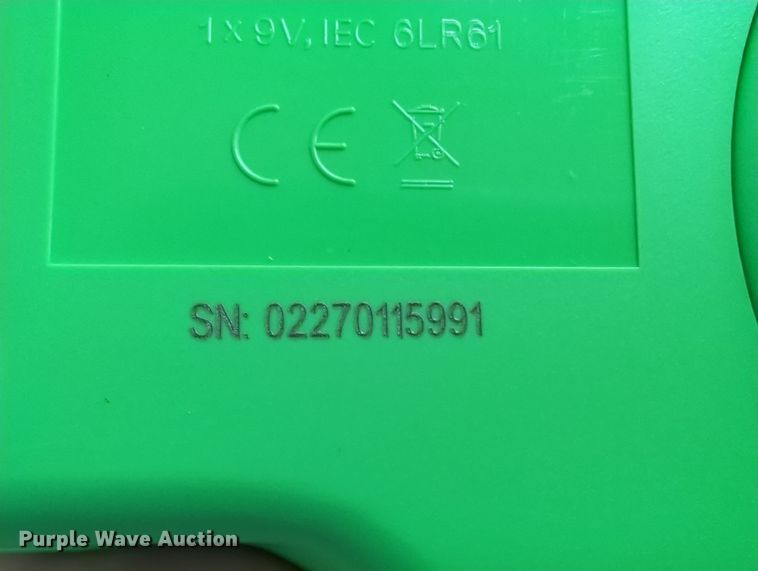 1 x 9V, IEC 6LR61
CE
SN: 02270115991
Purple Wave Auction